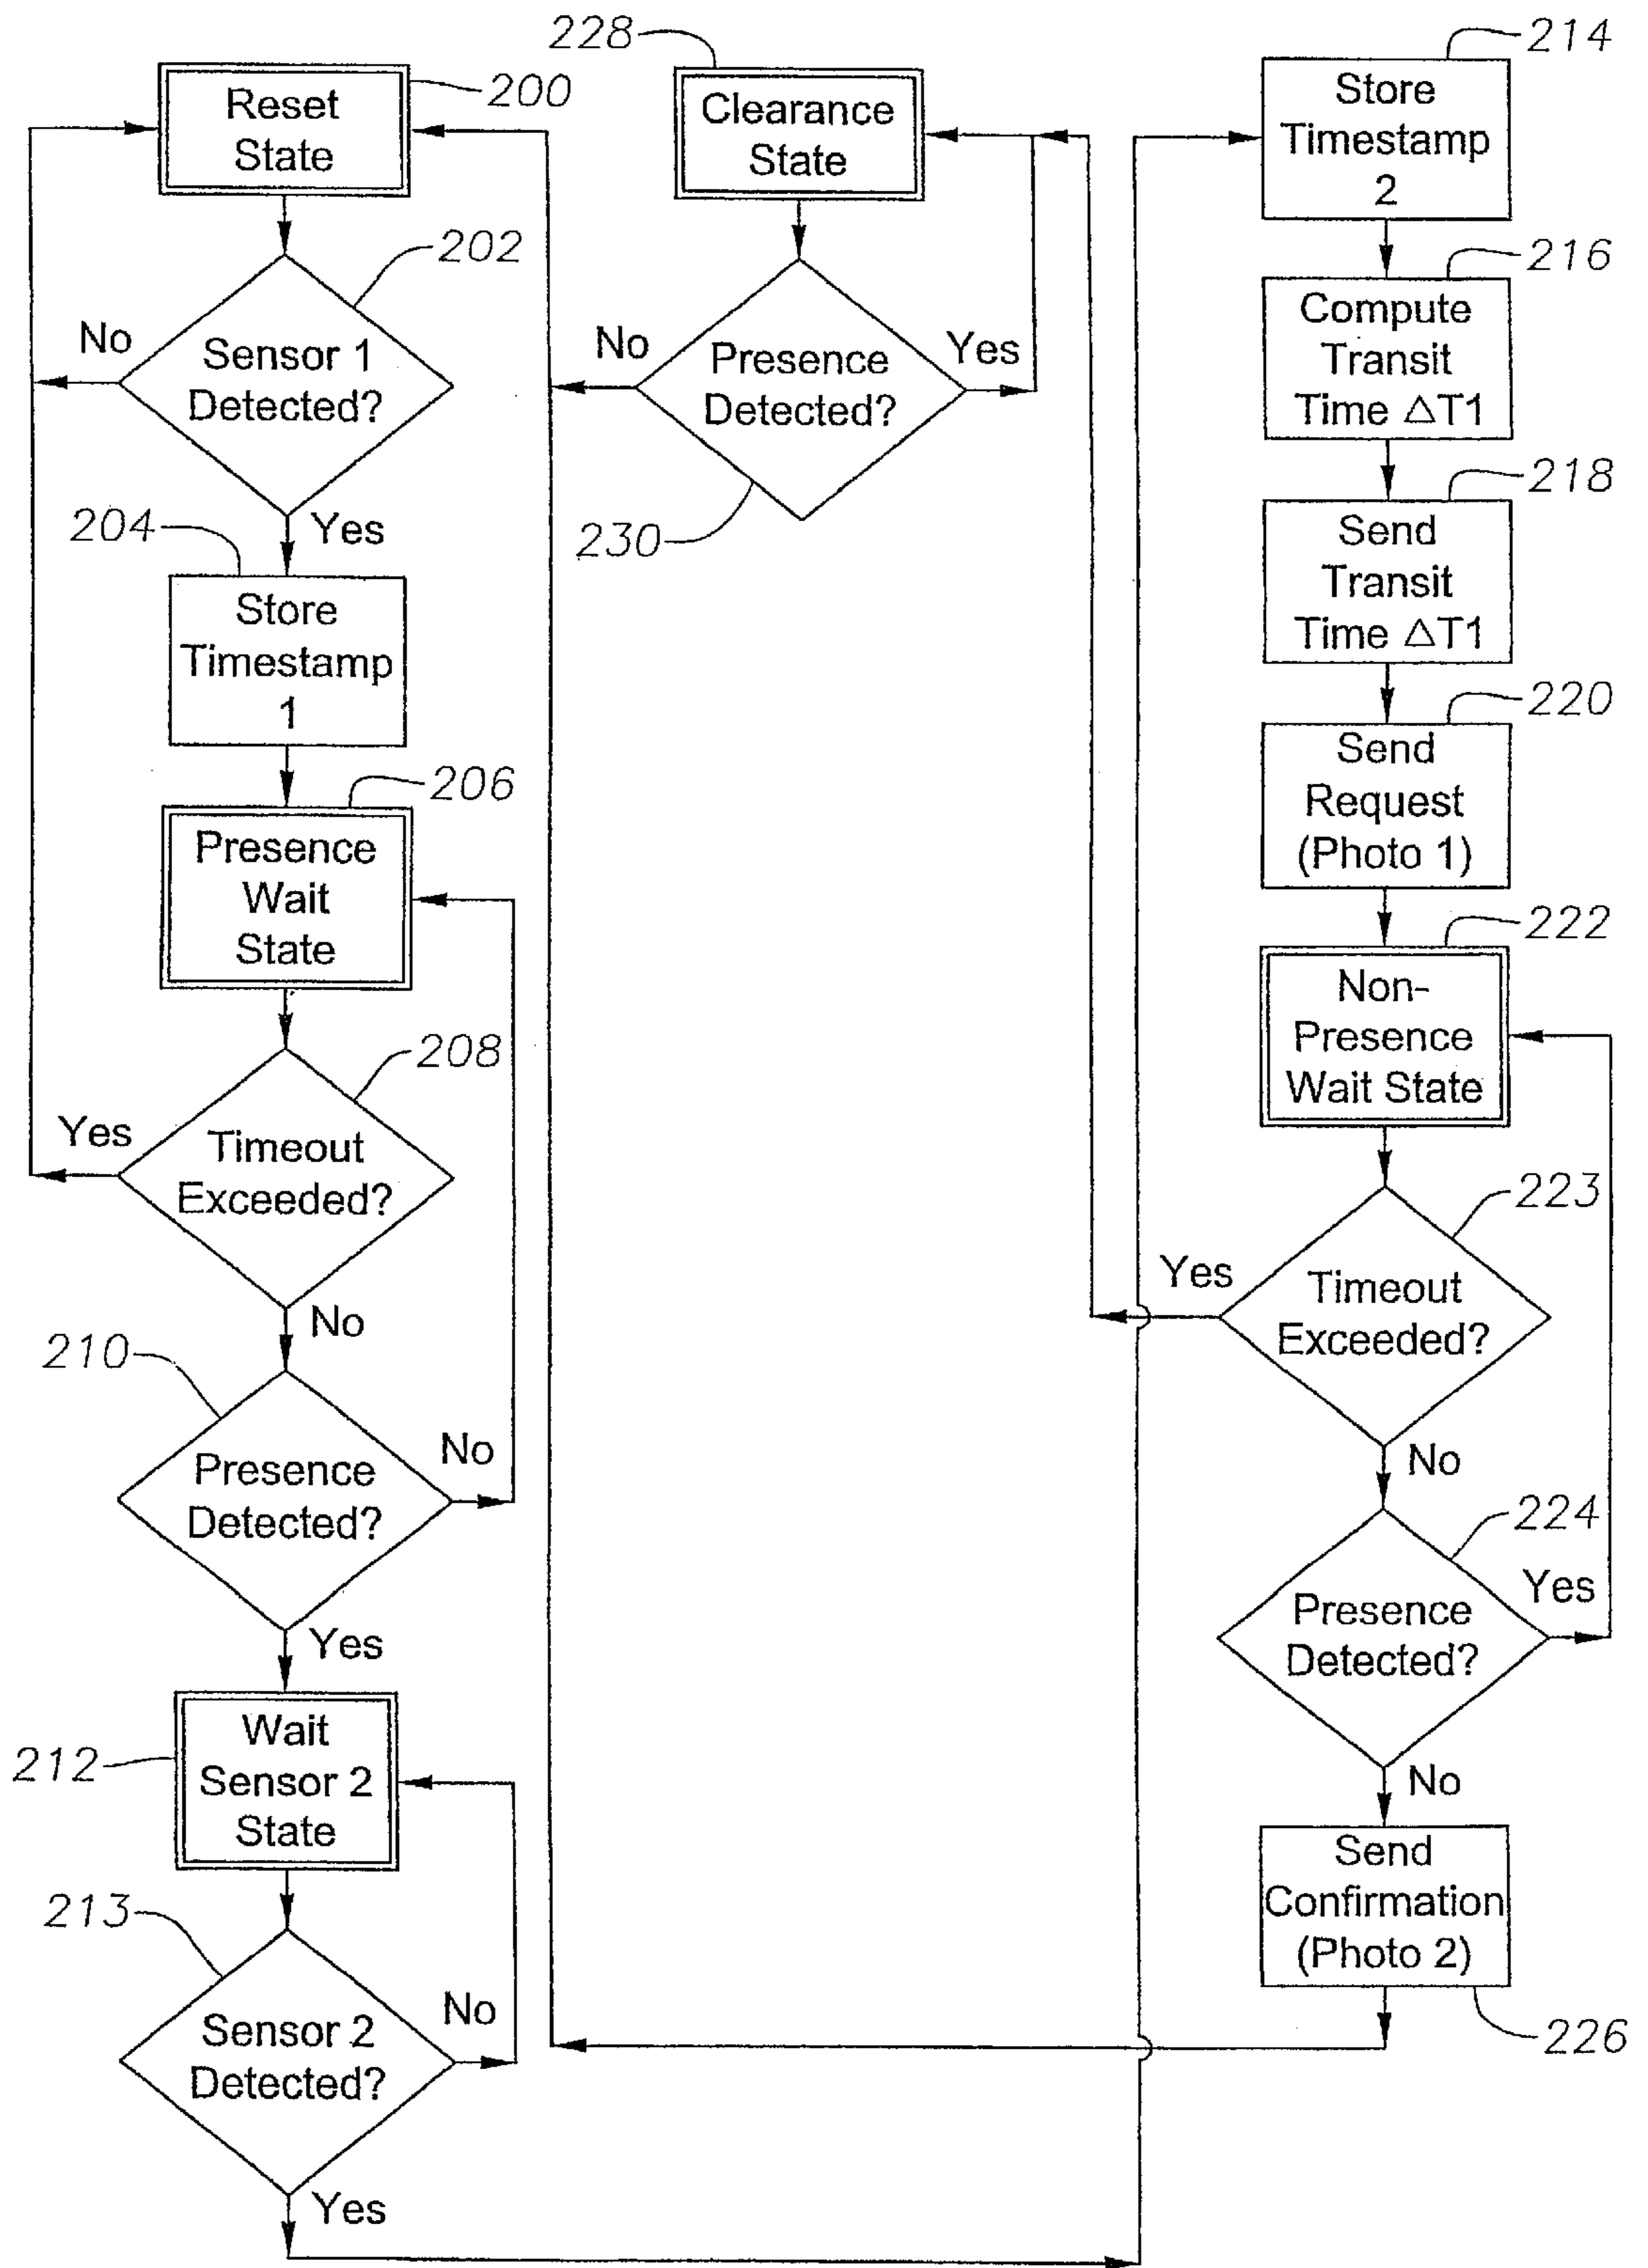 200
Reset
State
202
No
Sensor 1
Detected?
Yes
204
Store
Timestamp
1
206
Presence
Wait
State
208
Yes
Timeout
Exceeded?
No
210
Presence
Detected?
No
Yes
212
Wait
Sensor 2
State
213
Sensor 2
Detected?
No
Yes
228
Clearance
State
No
Presence
Detected?
Yes
230
214
Store
Timestamp
2
216
Compute
Transit
Time △T1
218
Send
Transit
Time △T1
220
Send
Request
(Photo 1)
222
Non-
Presence
Wait State
223
Yes
Timeout
Exceeded?
No
224
Presence
Detected?
Yes
No
Send
Confirmation
(Photo 2)
226